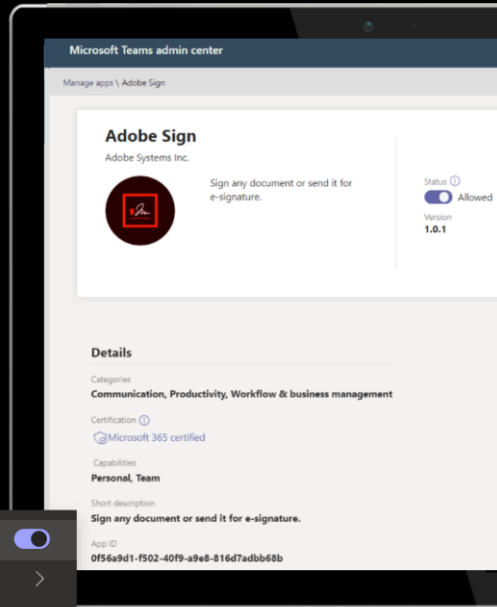 Microsoft Teams admin center
Manage apps \ Adobe Sign
Adobe Sign
Adobe Systems Inc.
Sign any document or send it for
e-signature.
Status
Allowed
Version
1.0.1
Details
Categories
Communication, Productivity, Workflow & business management
Certification
Microsoft 365 certified
Capabilities
Personal, Team
Short description
Sign any document or send it for e-signature.
App ID
0f56a9d1-f502-40f9-a9e8-816d7adbb68b